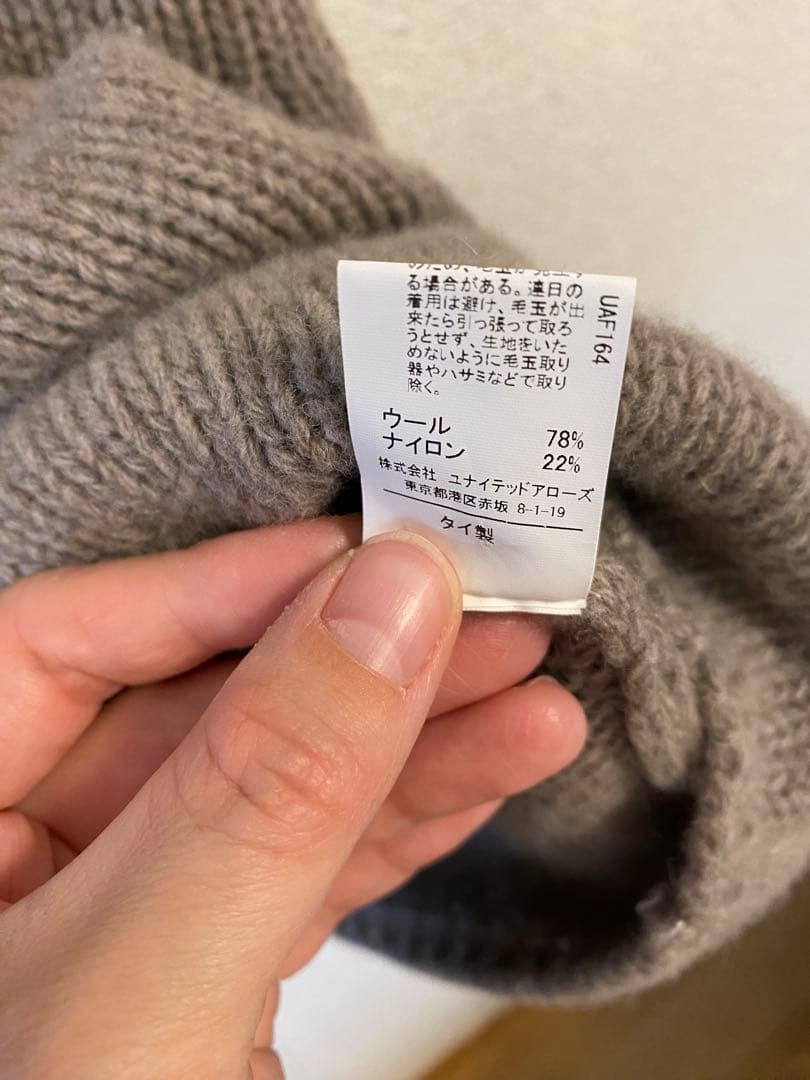 る場合がある。連日の
着用は避け、毛玉が出
来たら引っ張って取ろ
うとせず、生地をいた
めないように毛玉取り
器やハサミなどで取り
除く。
ウール 78%
ナイロン 22%
株式会社 ユナイテッドアローズ
東京都港区赤坂 8-1-19
タイ製
UAF164